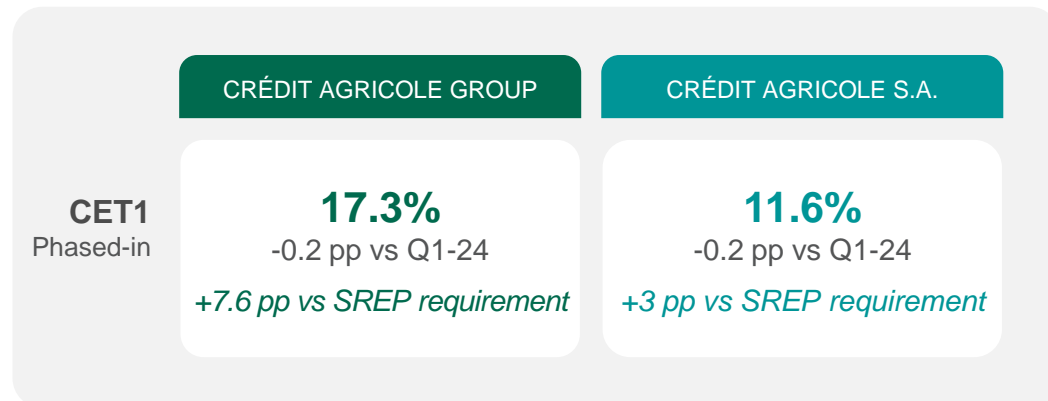 CRÉDIT AGRICOLE GROUP
CRÉDIT AGRICOLE S.A.
CET1
Phased-in
17.3%
-0.2 pp vs Q1-24
+7.6 pp vs SREP requirement
11.6%
-0.2 pp vs Q1-24
+3 pp vs SREP requirement